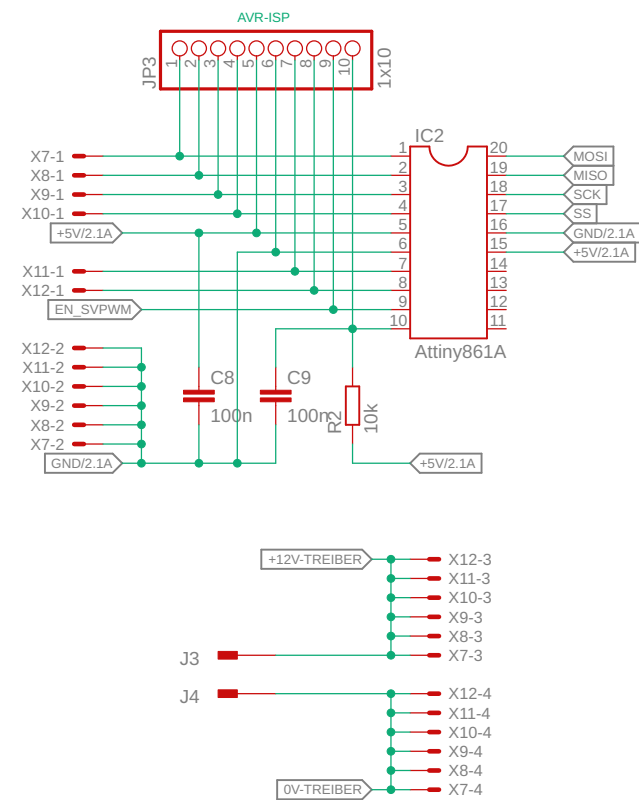 AVR-ISP
JP3
1 2 3 4 5 6 7 8 9 10
1x10
IC2
X7-1 1 20 MOSI
X8-1 2 19 MISO
X9-1 3 18 SCK
X10-1 4 17 SS
+5V/2.1A 5 16 GND/2.1A
6 15 +5V/2.1A
X11-1 7 14
X12-1 8 13
EN_SVPWM 9 12
10 11
X12-2 Attiny861A
X11-2 C8 C9
X10-2
X9-2 100n 100n R2 10k
X8-2
X7-2
GND/2.1A +5V/2.1A
+12V-TREIBER X12-3
X11-3
X10-3
X9-3
X8-3
J3 X7-3
J4 X12-4
X11-4
X10-4
X9-4
X8-4
0V-TREIBER X7-4